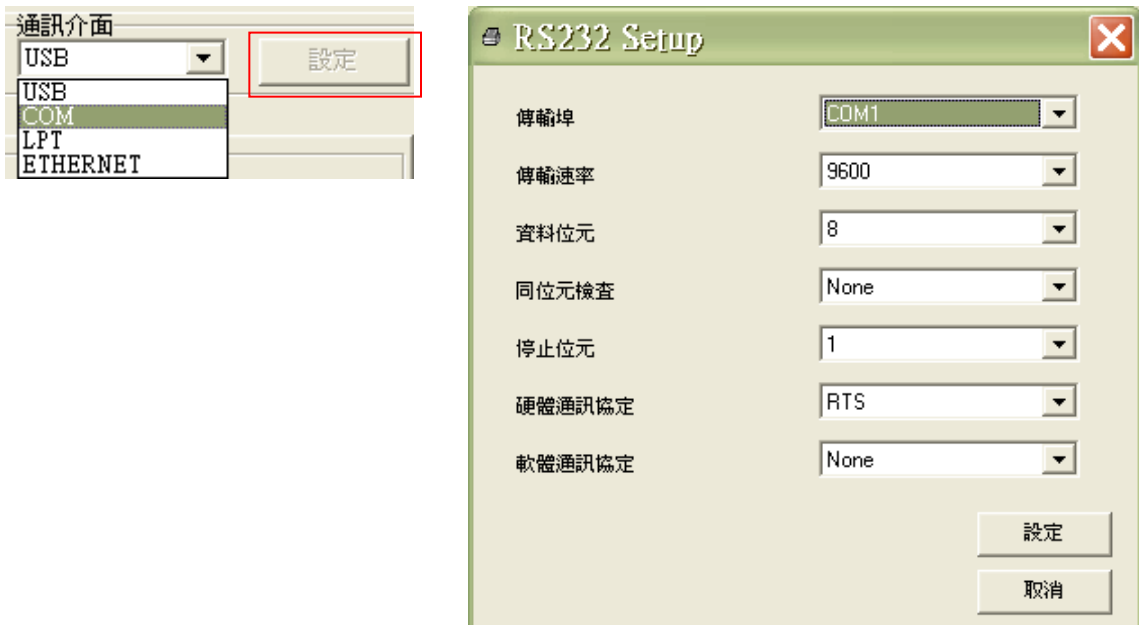 通訊介面
USB
設定
USB
COM
LPT
ETHERNET
RS232 Setup
傳輸埠 COM1
傳輸速率 9600
資料位元 8
同位元檢查 None
停止位元 1
硬體通訊協定 RTS
軟體通訊協定 None
設定
取消